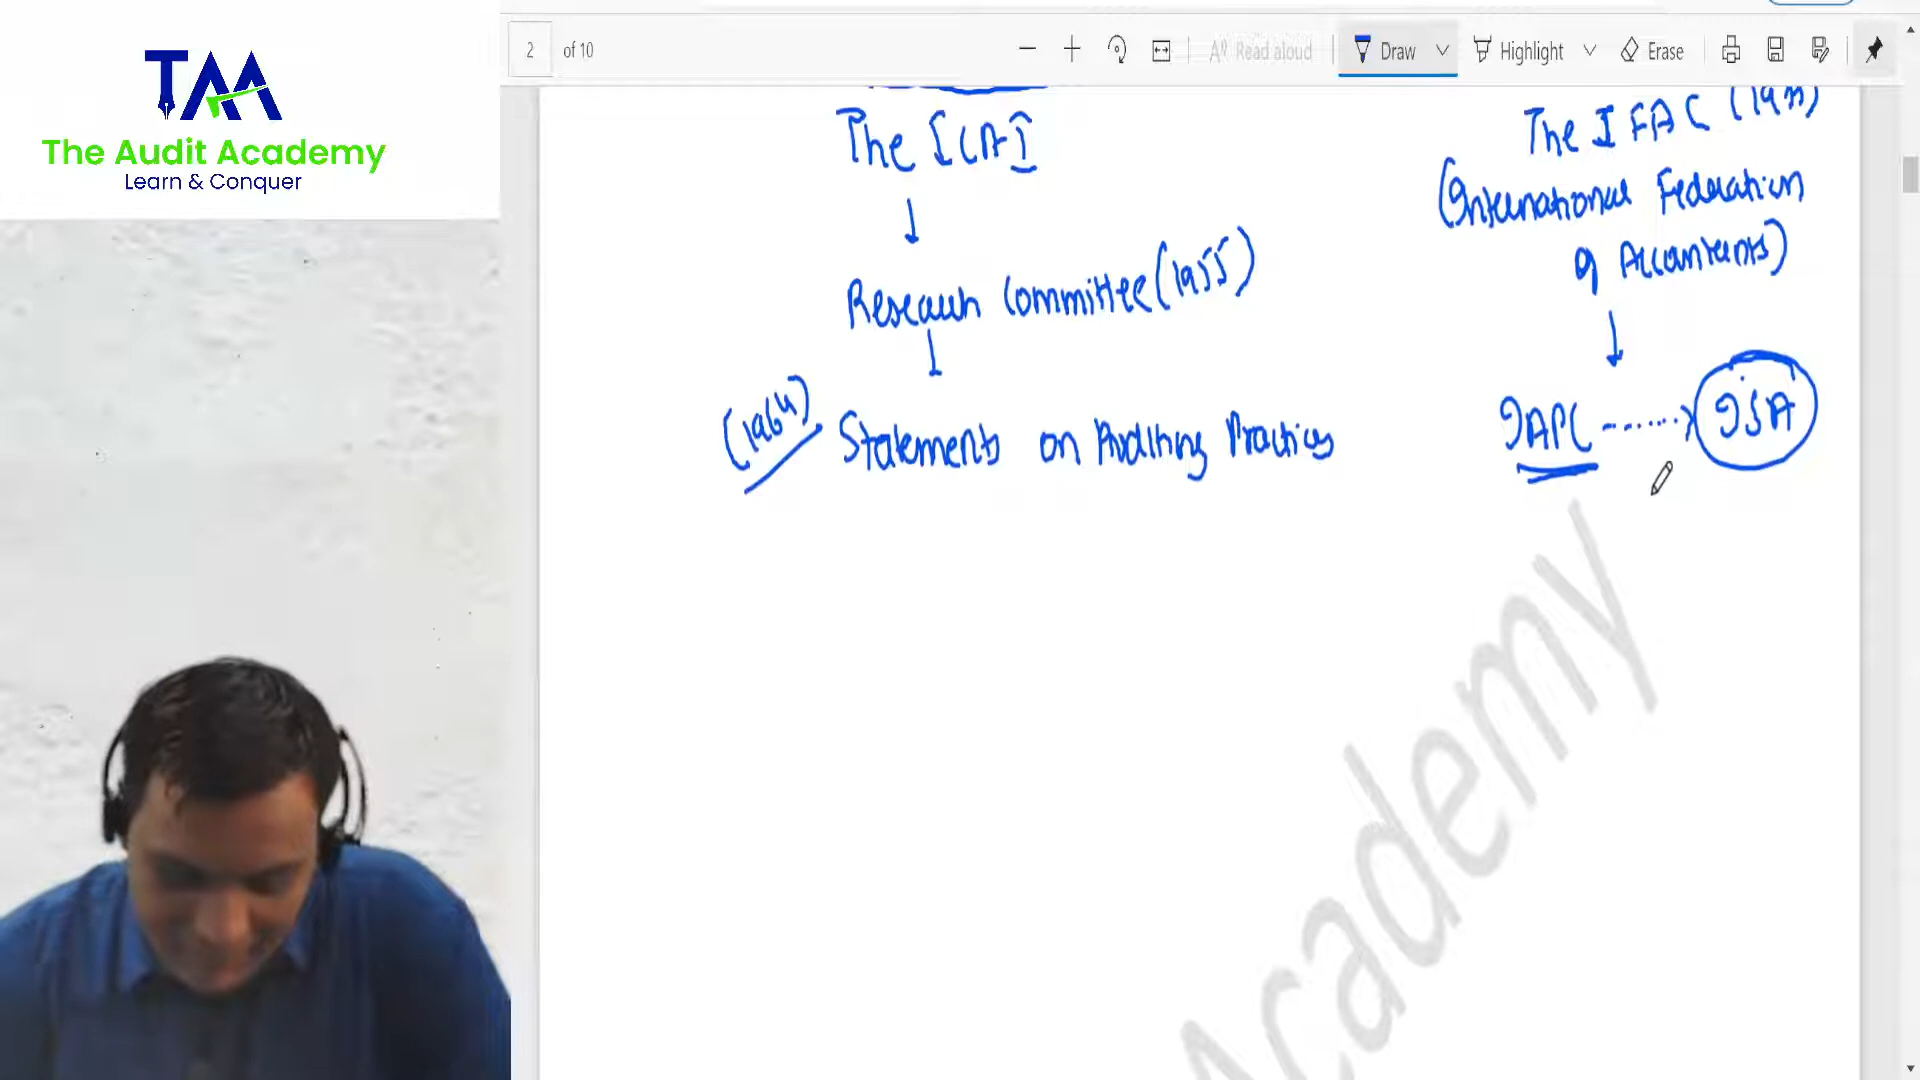 2 of 10
Read aloud
Draw
Highlight
Erase
TAA
The Audit Academy
Learn & Conquer
The ICAI
Research Committee (1955)
(1964) Statements on Auditing Practices
The IFAC (1977)
(International Federation
of Accountants)
IAPC
ISA
Academy